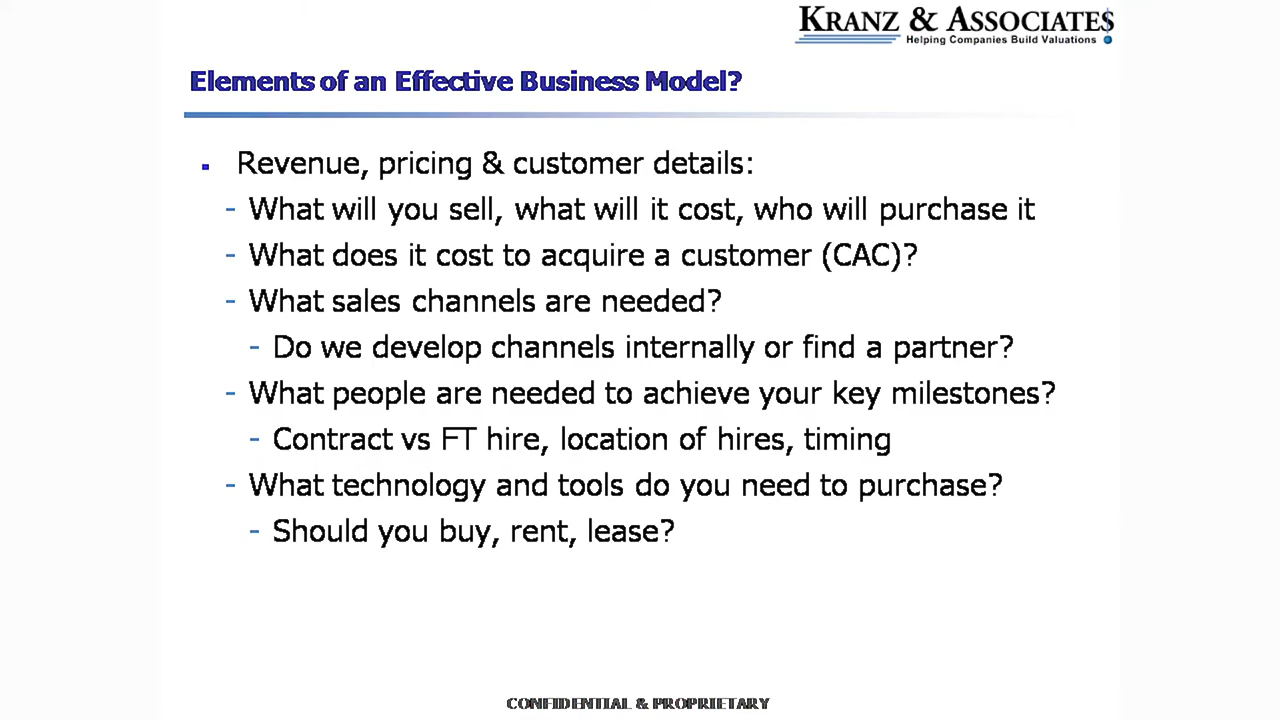 KRANZ & ASSOCIATES
Helping Companies Build Valuations
Elements of an Effective Business Model?
▪ Revenue, pricing & customer details:
- What will you sell, what will it cost, who will purchase it
- What does it cost to acquire a customer (CAC)?
- What sales channels are needed?
- Do we develop channels internally or find a partner?
- What people are needed to achieve your key milestones?
- Contract vs FT hire, location of hires, timing
- What technology and tools do you need to purchase?
- Should you buy, rent, lease?
CONFIDENTIAL & PROPRIETARY